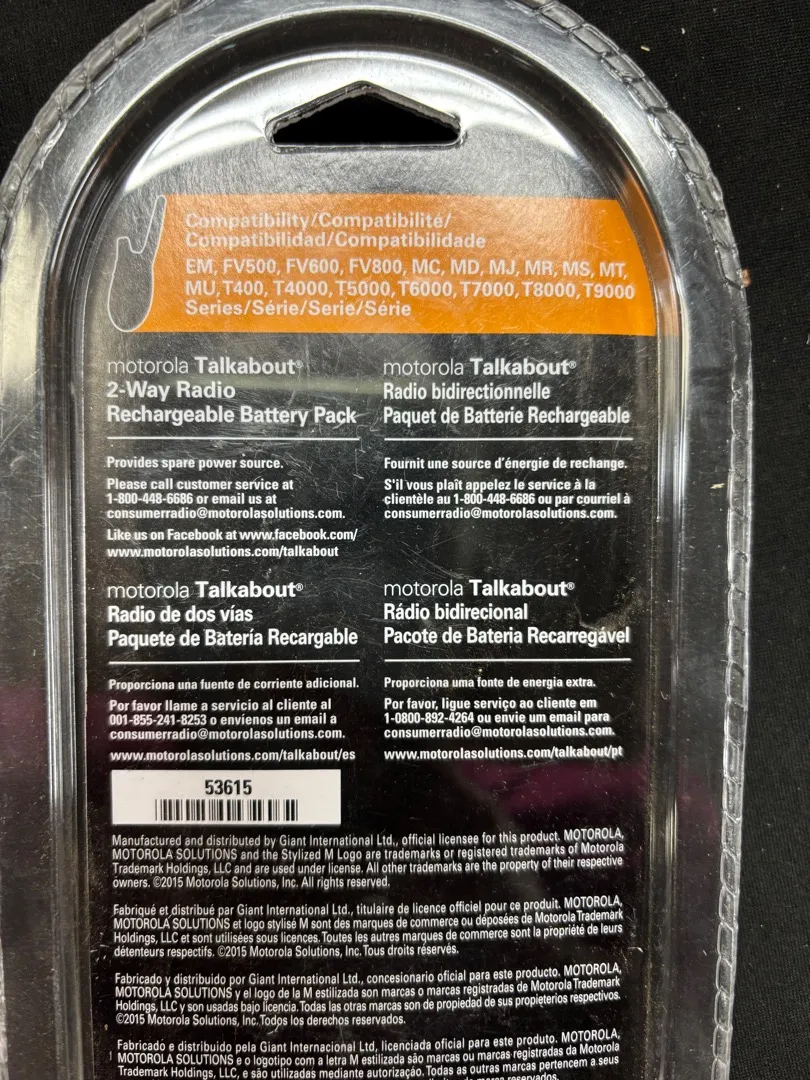 Compatibility/Compatibilité/
Compatibilidad/Compatibilidade
EM, FV500, FV600, FV800, MC, MD, MJ, MR, MS, MT,
MU, T400, T4000, T5000, T6000, T7000, T8000, T9000
Series/Série/Serie/Série
motorola Talkabout®
2-Way Radio
Rechargeable Battery Pack
Provides spare power source.
Please call customer service at
1-800-448-6686 or email us at
consumerradio@motorolasolutions.com.
Like us on Facebook at www.facebook.com/
www.motorolasolutions.com/talkabout
motorola Talkabout®
Radio bidirectionnelle
Paquet de Batterie Rechargeable
Fournit une source d'énergie de rechange.
S'il vous plaît appelez le service à la
clientèle au 1-800-448-6686 ou par courriel à
consumerradio@motorolasolutions.com.
motorola Talkabout®
Radio de dos vías
Paquete de Batería Recargable
Proporciona una fuente de corriente adicional.
Por favor llame a servicio al cliente al
001-855-241-8253 o envíenos un email a
consumerradio@motorolasolutions.com.
www.motorolasolutions.com/talkabout/es
motorola Talkabout®
Rádio bidirecional
Pacote de Bateria Recarregável
Proporciona uma fonte de energia extra.
Por favor, ligue serviço ao cliente em
1-0800-892-4264 ou envie um email para
consumerradio@motorolasolutions.com.
www.motorolasolutions.com/talkabout/pt
53615
Manufactured and distributed by Giant International Ltd., official licensee for this product. MOTOROLA,
MOTOROLA SOLUTIONS and the Stylized M Logo are trademarks or registered trademarks of Motorola
Trademark Holdings, LLC and are used under license. All other trademarks are the property of their respective
owners. ©2015 Motorola Solutions, Inc. All rights reserved.
Fabriqué et distribué par Giant International Ltd., titulaire de licence officiel pour ce produit. MOTOROLA,
MOTOROLA SOLUTIONS et logo stylisé M sont des marques de commerce ou déposées de Motorola Trademark
Holdings, LLC et sont utilisées sous licences. Toutes les autres marques de commerce sont la propriété de leurs
détenteurs respectifs. ©2015 Motorola Solutions, Inc. Tous droits réservés.
Fabricado y distribuido por Giant International Ltd., concesionario oficial para este producto. MOTOROLA,
MOTOROLA SOLUTIONS y el logo de la M estilizada son marcas o marcas registradas de Motorola Trademark
Holdings, LLC y son usadas bajo licencia. Todas las otras marcas son de propiedad de sus propieterios respectivos.
©2015 Motorola Solutions, Inc. Todos los derechos reservados.
Fabricado e distribuido pela Giant Internacional Ltd, licenciada oficial para este produto. MOTOROLA,
MOTOROLA SOLUTIONS e o logotipo com a letra M estilizada são marcas ou marcas registradas da Motorola
Trademark Holdings, LLC, e são utilizadas mediante autorização. Todas as outras marcas pertencem a seus
marcas reservados.